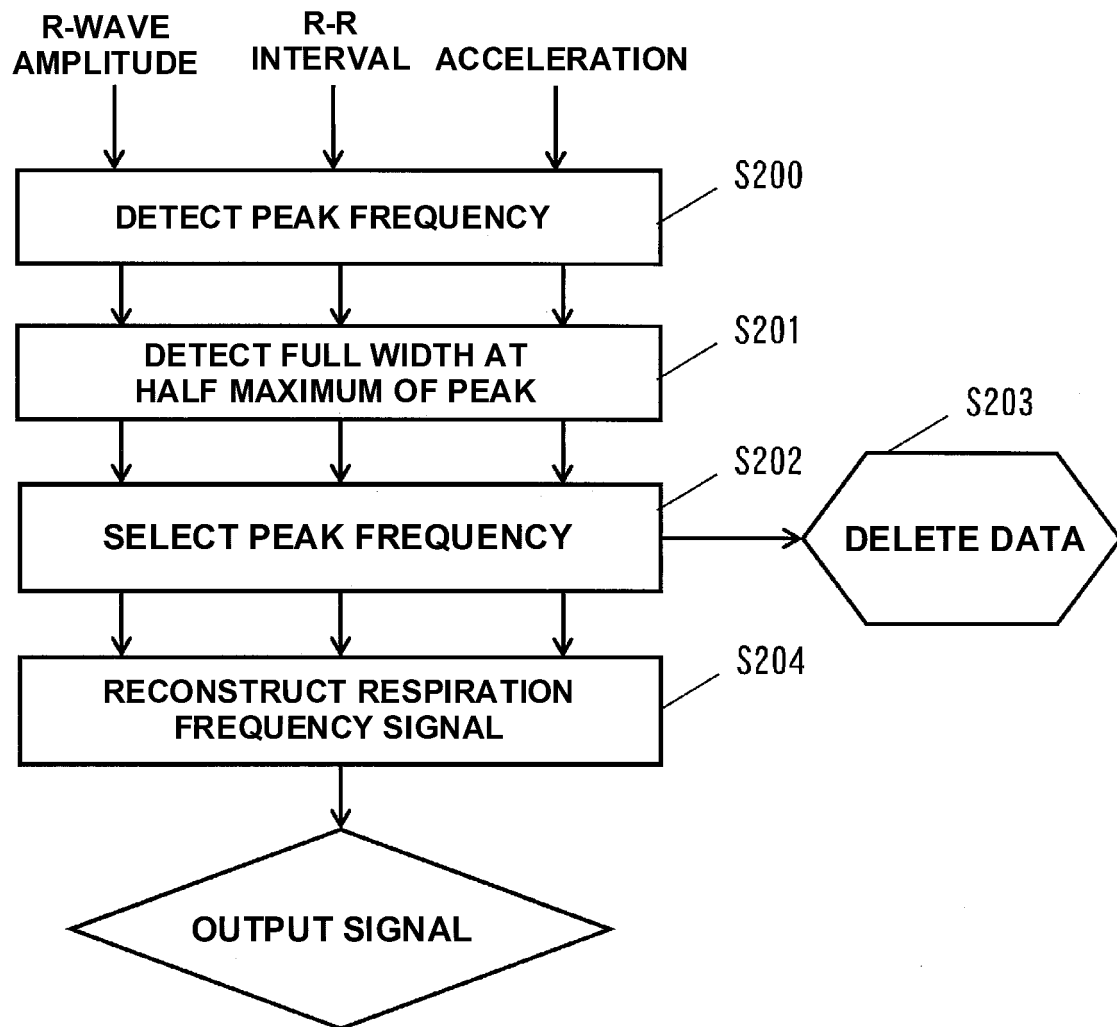 R-WAVE
AMPLITUDE
R-R
INTERVAL
ACCELERATION
S200
DETECT PEAK FREQUENCY
S201
DETECT FULL WIDTH AT
HALF MAXIMUM OF PEAK
S203
S202
SELECT PEAK FREQUENCY
DELETE DATA
S204
RECONSTRUCT RESPIRATION
FREQUENCY SIGNAL
OUTPUT SIGNAL